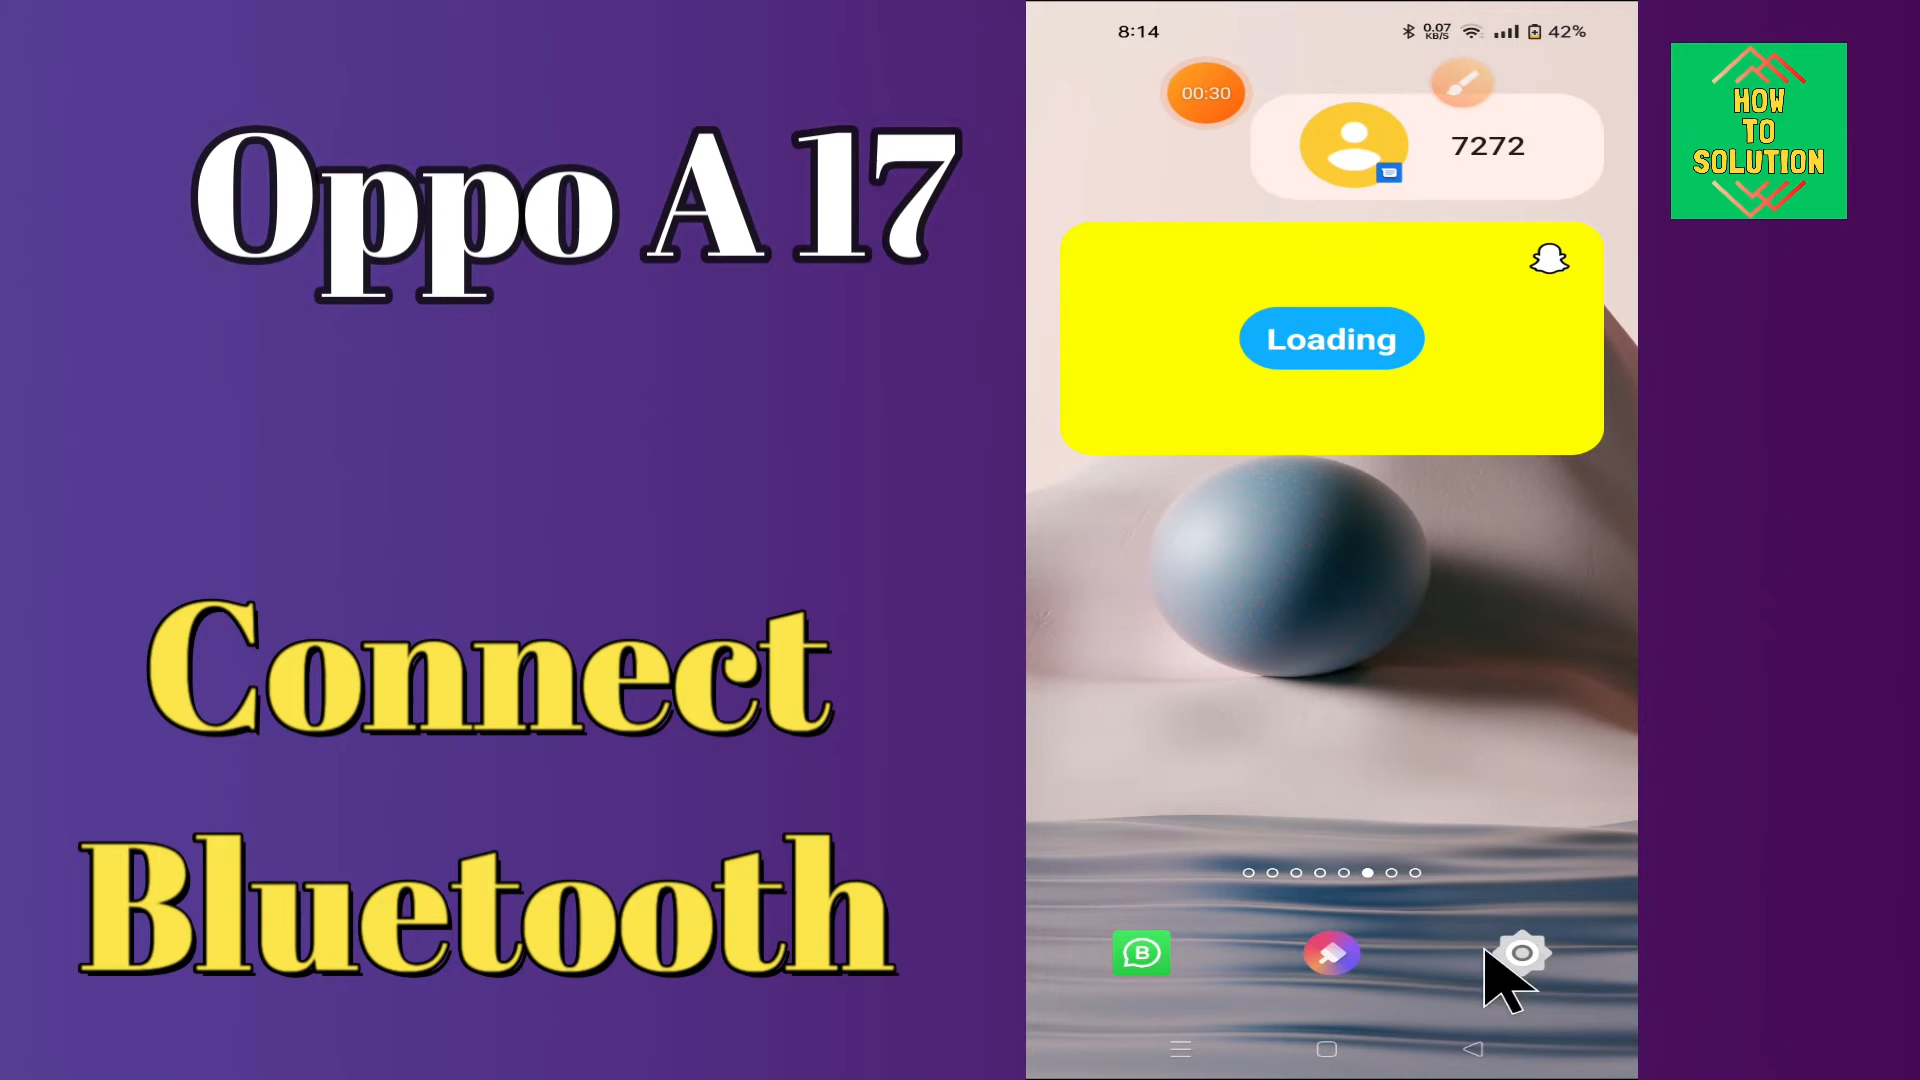 Oppo A 17
Connect
Bluetooth
8:14
0.07
KB/S
42%
00:30
7272
Loading
B
HOW
TO
SOLUTION